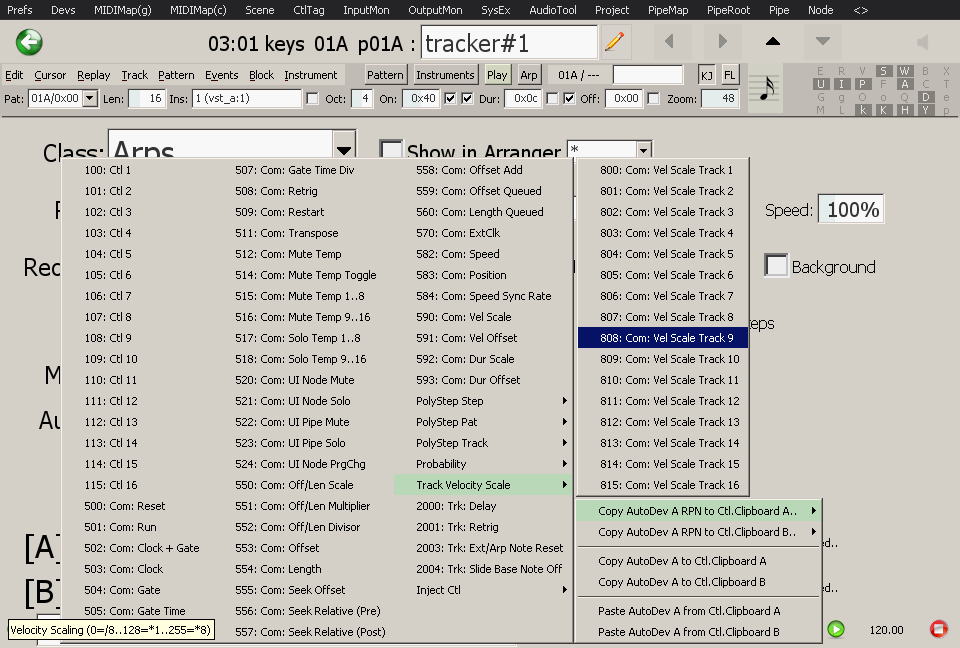 Prefs Devs MIDIMap(g) MIDIMap(c) Scene CtlTag InputMon OutputMon SysEx AudioTool Project PipeMap PipeRoot Pipe Node <>
03:01 keys 01A p01A : tracker#1
Edit Cursor Replay Track Pattern Events Block Instrument Pattern Instruments Play Arp 01A / --- KJ FL
Pat: 01A/0x00 Len: 16 Ins: 1 (vst_a:1) Oct: 4 On: 0x40 Dur: 0x0c Off: 0x00 Zoom: 48
E R V S W B X
U I P F A C T
G g O o Q D e
M L K K H Y p
Class: Arps Show in Arranger *
Speed: 100%
Rec
Background
eps
M
Au
[A]
[B]
ed..
d..
100: Ctl 1
101: Ctl 2
102: Ctl 3
103: Ctl 4
104: Ctl 5
105: Ctl 6
106: Ctl 7
107: Ctl 8
108: Ctl 9
109: Ctl 10
110: Ctl 11
111: Ctl 12
112: Ctl 13
113: Ctl 14
114: Ctl 15
115: Ctl 16
500: Com: Reset
501: Com: Run
502: Com: Clock + Gate
503: Com: Clock
504: Com: Gate
505: Com: Gate Time
507: Com: Gate Time Div
508: Com: Retrig
509: Com: Restart
511: Com: Transpose
512: Com: Mute Temp
514: Com: Mute Temp Toggle
515: Com: Mute Temp 1..8
516: Com: Mute Temp 9..16
517: Com: Solo Temp 1..8
518: Com: Solo Temp 9..16
520: Com: UI Node Mute
521: Com: UI Node Solo
522: Com: UI Pipe Mute
523: Com: UI Pipe Solo
524: Com: UI Node PrgChg
550: Com: Off/Len Scale
551: Com: Off/Len Multiplier
552: Com: Off/Len Divisor
553: Com: Offset
554: Com: Length
555: Com: Seek Offset
556: Com: Seek Relative (Pre)
557: Com: Seek Relative (Post)
558: Com: Offset Add
559: Com: Offset Queued
560: Com: Length Queued
570: Com: ExtClk
582: Com: Speed
583: Com: Position
584: Com: Speed Sync Rate
590: Com: Vel Scale
591: Com: Vel Offset
592: Com: Dur Scale
593: Com: Dur Offset
PolyStep Step
PolyStep Pat
PolyStep Track
Probability
Track Velocity Scale
2000: Trk: Delay
2001: Trk: Retrig
2003: Trk: Ext/Arp Note Reset
2004: Trk: Slide Base Note Off
Inject Ctl
800: Com: Vel Scale Track 1
801: Com: Vel Scale Track 2
802: Com: Vel Scale Track 3
803: Com: Vel Scale Track 4
804: Com: Vel Scale Track 5
805: Com: Vel Scale Track 6
806: Com: Vel Scale Track 7
807: Com: Vel Scale Track 8
808: Com: Vel Scale Track 9
809: Com: Vel Scale Track 10
810: Com: Vel Scale Track 11
811: Com: Vel Scale Track 12
812: Com: Vel Scale Track 13
813: Com: Vel Scale Track 14
814: Com: Vel Scale Track 15
815: Com: Vel Scale Track 16
Copy AutoDev A RPN to Ctl.Clipboard A..
Copy AutoDev A RPN to Ctl.Clipboard B..
Copy AutoDev A to Ctl.Clipboard A
Copy AutoDev A to Ctl.Clipboard B
Paste AutoDev A from Ctl.Clipboard A
Paste AutoDev A from Ctl.Clipboard B
Velocity Scaling (0=/8..128=*1..255=*8)
120.00